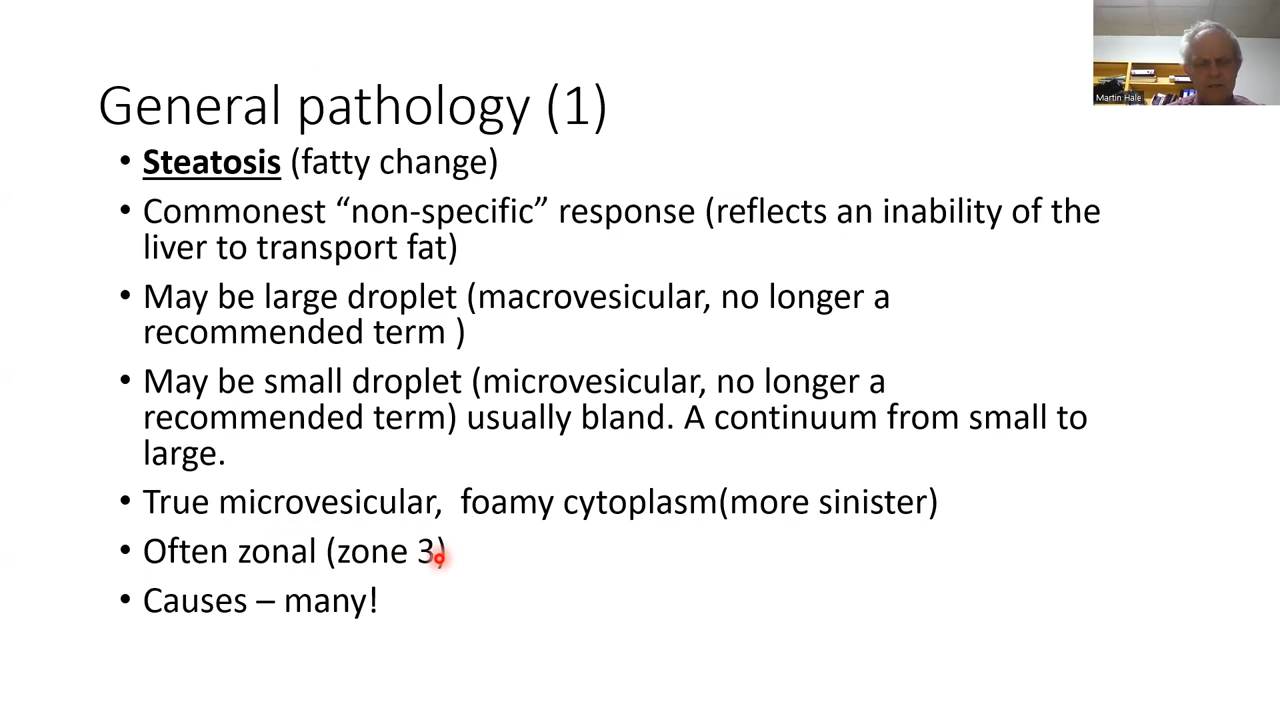 General pathology (1)
Martin Hale
• Steatosis (fatty change)
• Commonest “non-specific” response (reflects an inability of the
liver to transport fat)
• May be large droplet (macrovesicular, no longer a
recommended term )
• May be small droplet (microvesicular, no longer a
recommended term) usually bland. A continuum from small to
large.
• True microvesicular,  foamy cytoplasm(more sinister)
• Often zonal (zone 3)
• Causes – many!